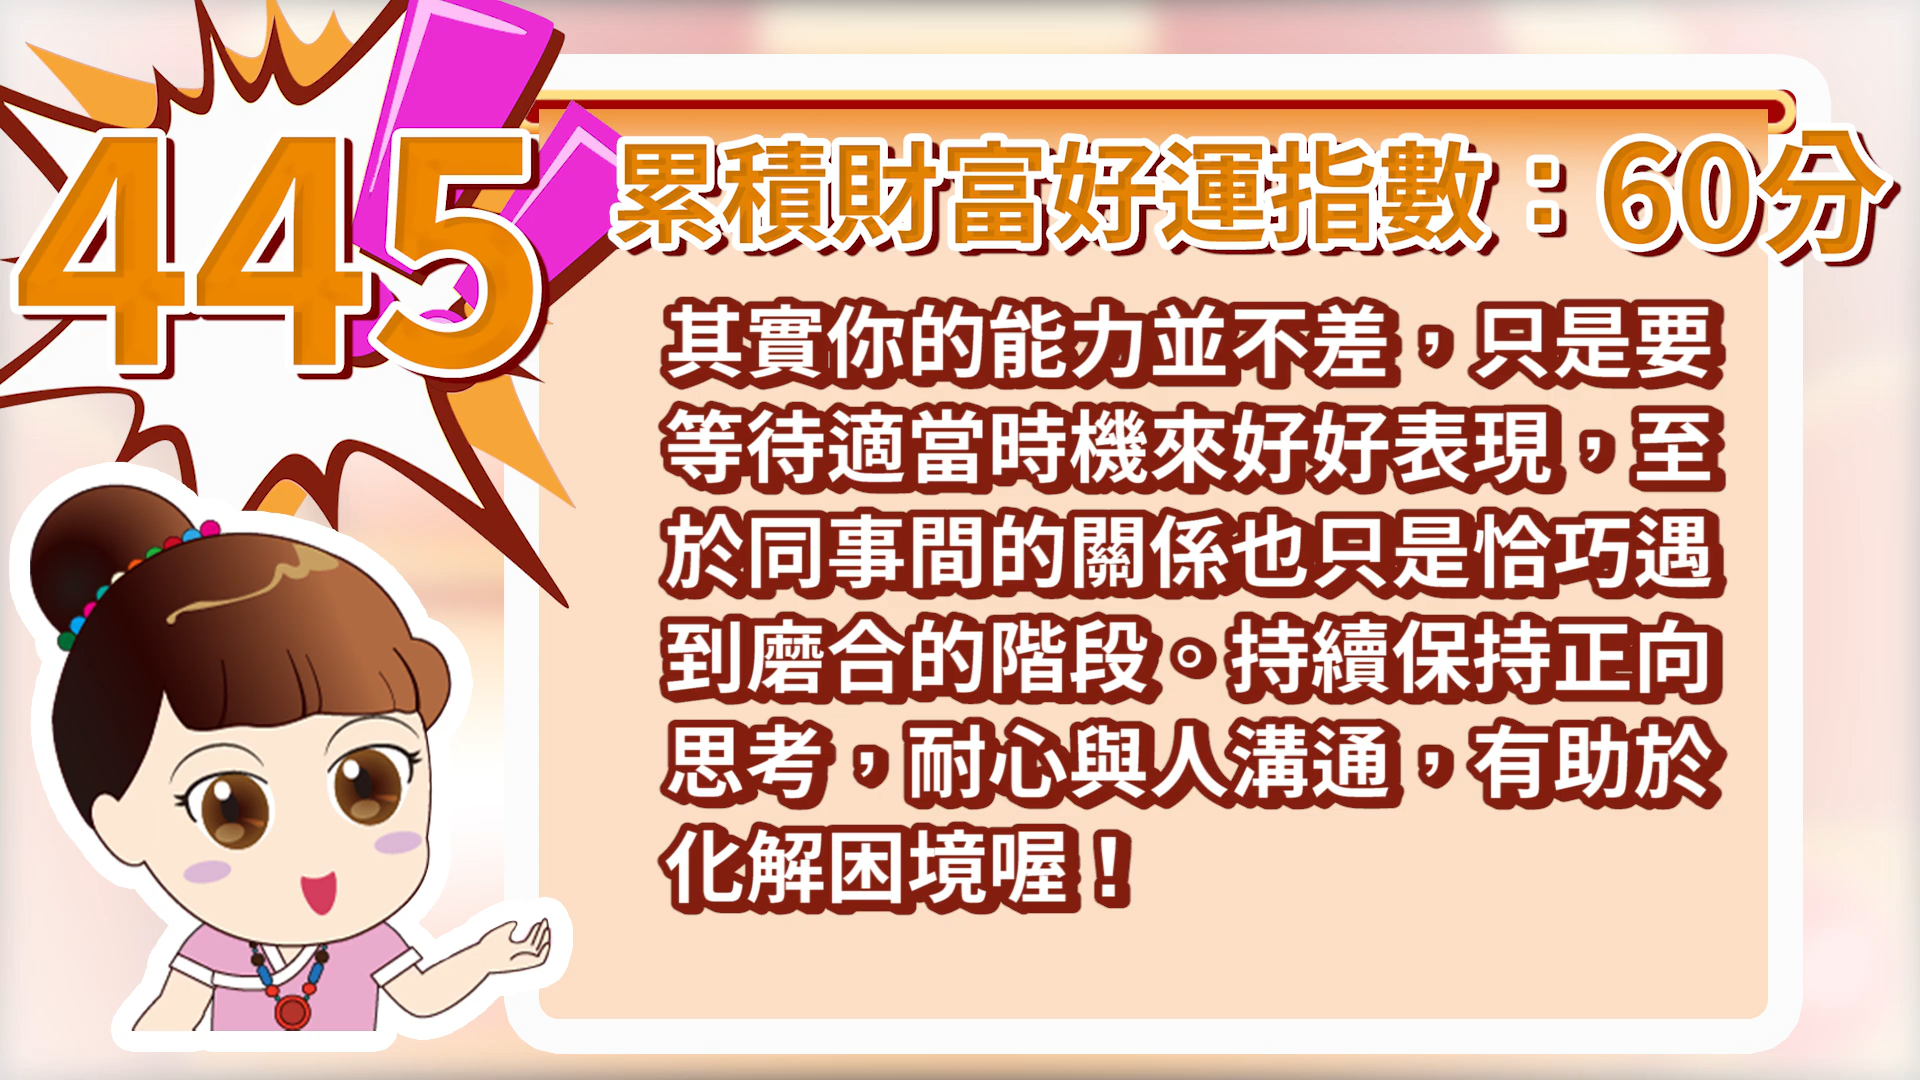 445
累積財富好運指數：60分
其實你的能力並不差，只是要
等待適當時機來好好表現，至
於同事間的關係也只是恰巧遇
到磨合的階段。持續保持正向
思考，耐心與人溝通，有助於
化解困境喔！